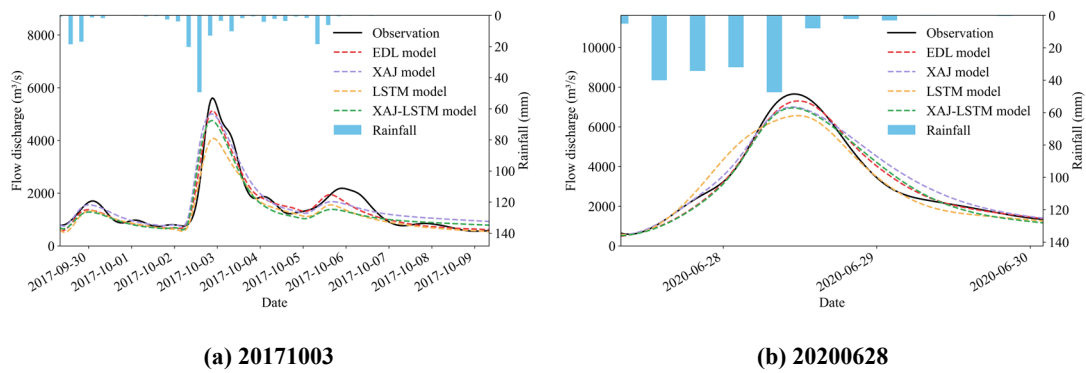 8000
6000
4000
2000
0
Flow discharge (m³/s)
0
20
40
60
80
100
120
140
Rainfall (mm)
Observation
EDL model
XAJ model
LSTM model
XAJ-LSTM model
Rainfall
2017-09-30
2017-10-01
2017-10-02
2017-10-03
2017-10-04
2017-10-05
2017-10-06
2017-10-07
2017-10-08
2017-10-09
Date
(a) 20171003
10000
8000
6000
4000
2000
0
Flow discharge (m³/s)
0
20
40
60
80
100
120
140
Rainfall (mm)
Observation
EDL model
XAJ model
LSTM model
XAJ-LSTM model
Rainfall
2020-06-28
2020-06-29
2020-06-30
Date
(b) 20200628